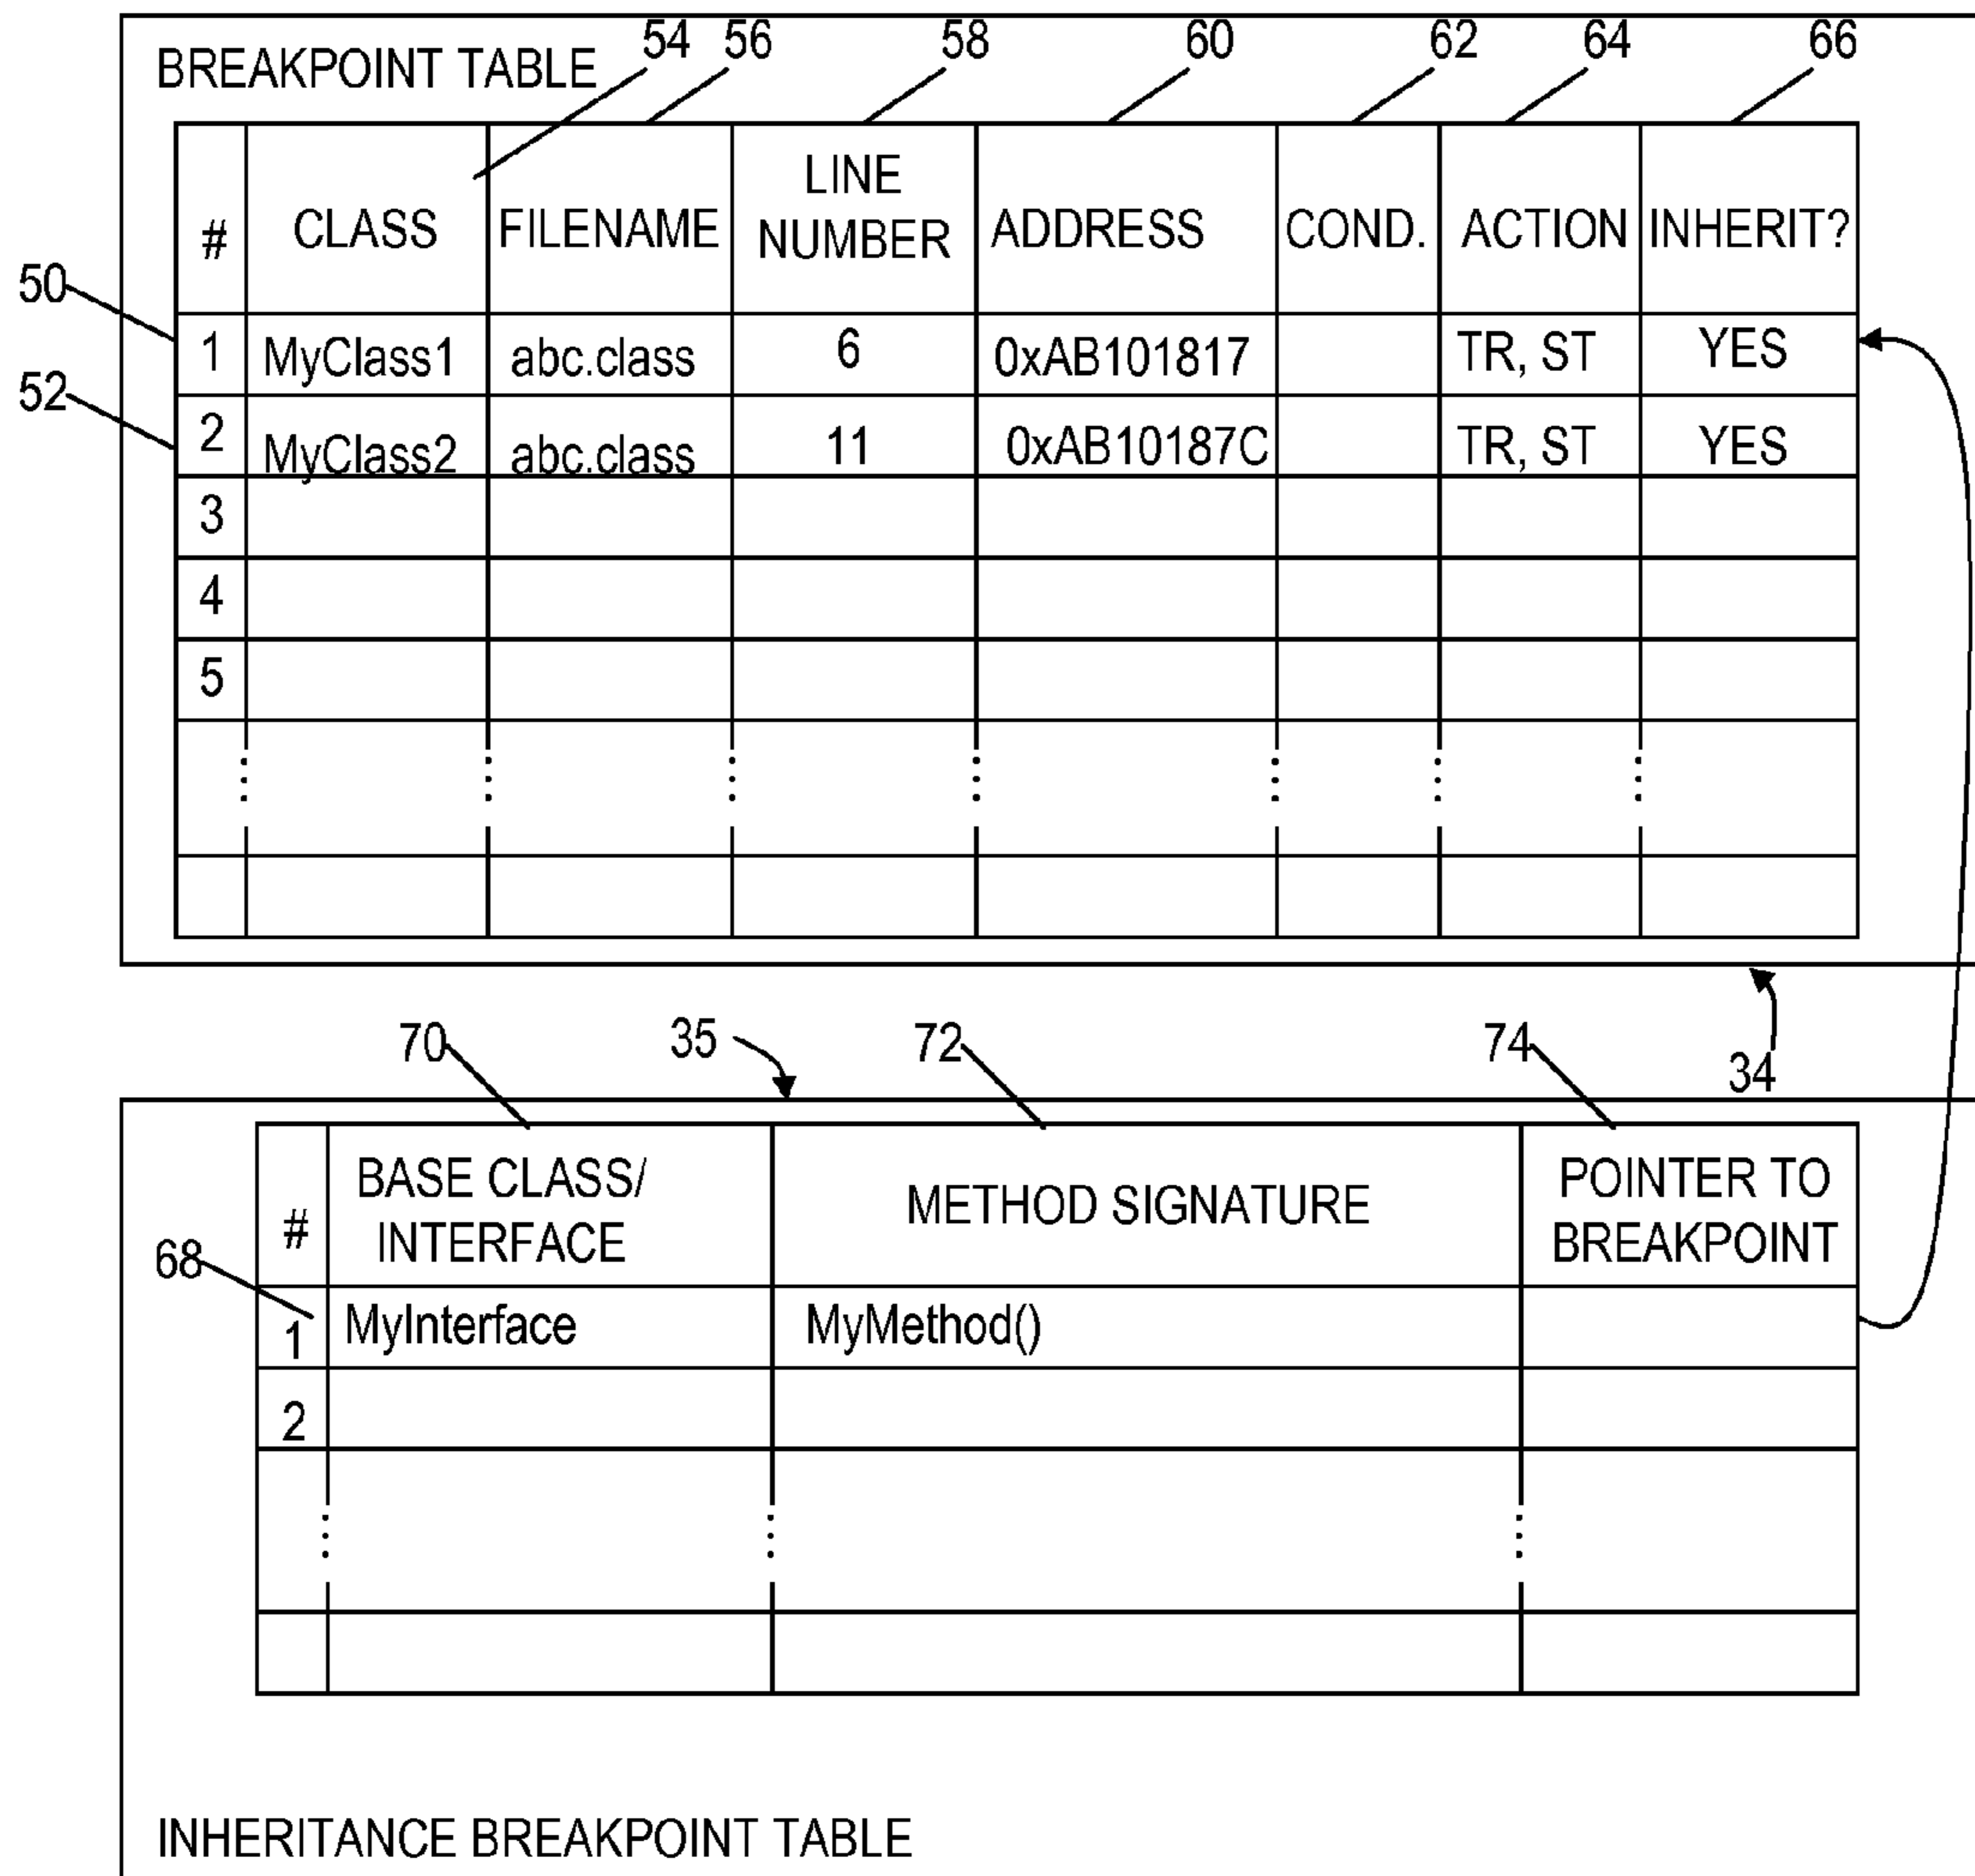 54 56 58 60 62 64 66
BREAKPOINT TABLE
# CLASS FILENAME LINE NUMBER ADDRESS COND. ACTION INHERIT?
50
1 MyClass1 abc.class 6 0xAB101817 TR, ST YES
52
2 MyClass2 abc.class 11 0xAB10187C TR, ST YES
3
4
5
34
70 35 72 74
# BASE CLASS/ INTERFACE METHOD SIGNATURE POINTER TO BREAKPOINT
68
1 MyInterface MyMethod()
2
INHERITANCE BREAKPOINT TABLE